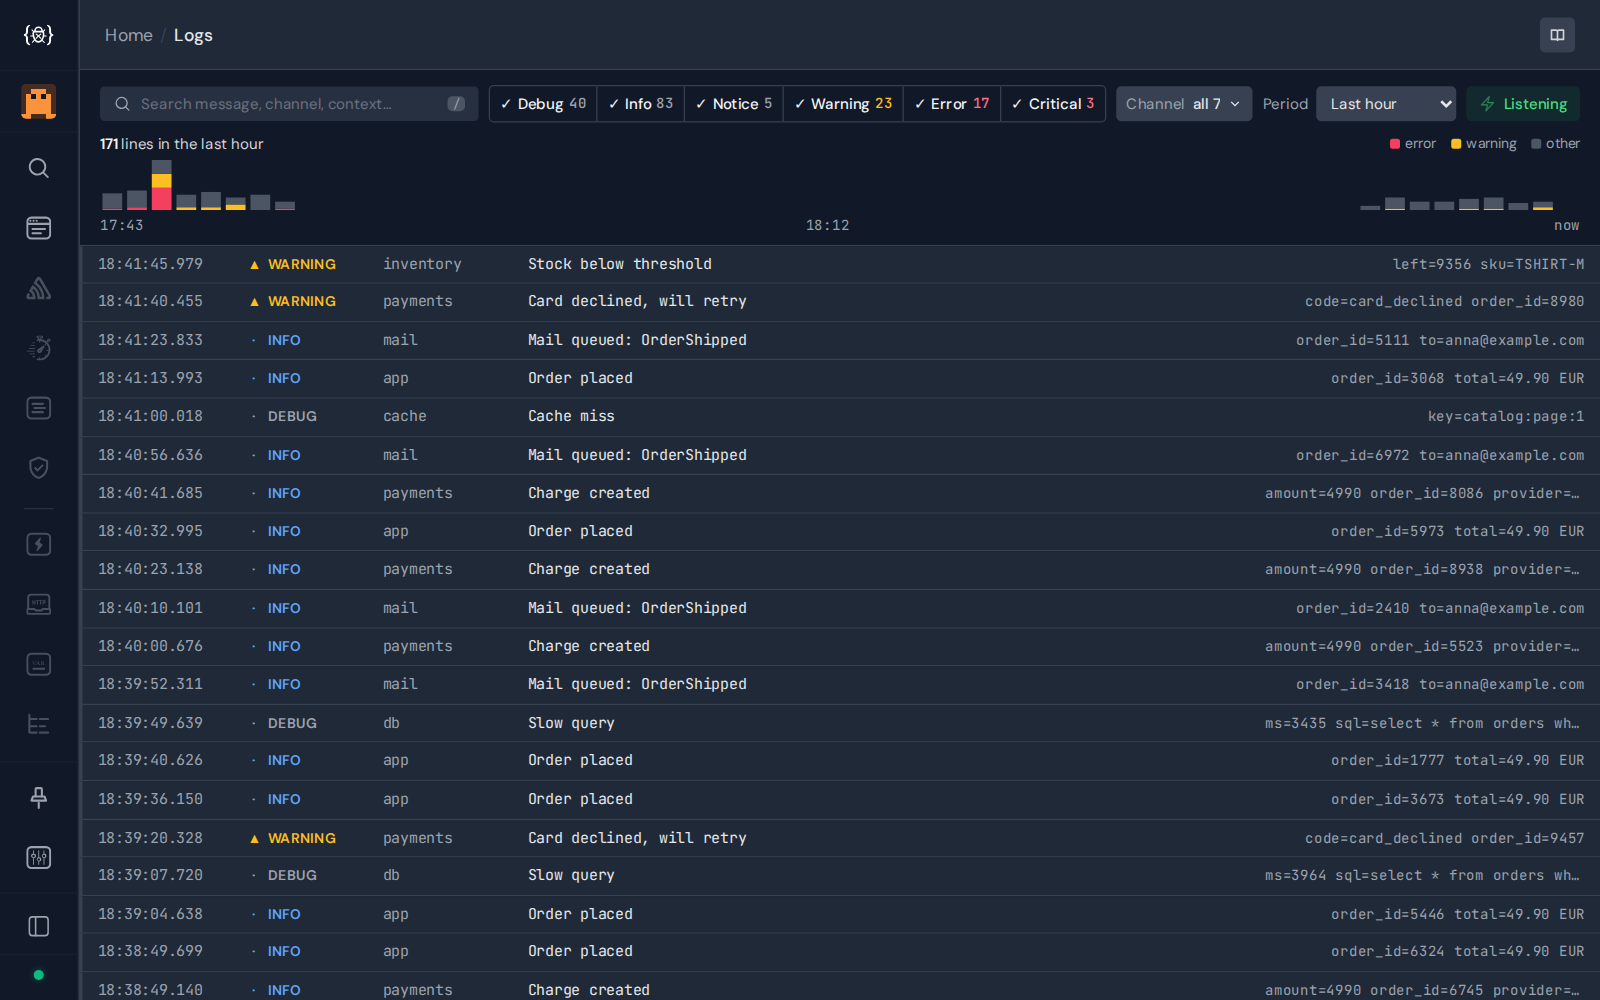 Home / Logs
Search message, channel, context... /
✓ Debug 40 ✓ Info 83 ✓ Notice 5 ✓ Warning 23 ✓ Error 17 ✓ Critical 3
Channel all 7
Period Last hour
Listening
171 lines in the last hour
error warning other
17:43 18:12 now
18:41:45.979 ▲ WARNING inventory Stock below threshold left=9356 sku=TSHIRT-M
18:41:40.455 ▲ WARNING payments Card declined, will retry code=card_declined order_id=8980
18:41:23.833 · INFO mail Mail queued: OrderShipped order_id=5111 to=anna@example.com
18:41:13.993 · INFO app Order placed order_id=3068 total=49.90 EUR
18:41:00.018 · DEBUG cache Cache miss key=catalog:page:1
18:40:56.636 · INFO mail Mail queued: OrderShipped order_id=6972 to=anna@example.com
18:40:41.685 · INFO payments Charge created amount=4990 order_id=8086 provider=…
18:40:32.995 · INFO app Order placed order_id=5973 total=49.90 EUR
18:40:23.138 · INFO payments Charge created amount=4990 order_id=8938 provider=…
18:40:10.101 · INFO mail Mail queued: OrderShipped order_id=2410 to=anna@example.com
18:40:00.676 · INFO payments Charge created amount=4990 order_id=5523 provider=…
18:39:52.311 · INFO mail Mail queued: OrderShipped order_id=3418 to=anna@example.com
18:39:49.639 · DEBUG db Slow query ms=3435 sql=select * from orders wh…
18:39:40.626 · INFO app Order placed order_id=1777 total=49.90 EUR
18:39:36.150 · INFO app Order placed order_id=3673 total=49.90 EUR
18:39:20.328 ▲ WARNING payments Card declined, will retry code=card_declined order_id=9457
18:39:07.720 · DEBUG db Slow query ms=3964 sql=select * from orders wh…
18:39:04.638 · INFO app Order placed order_id=5446 total=49.90 EUR
18:38:49.699 · INFO app Order placed order_id=6324 total=49.90 EUR
18:38:49.140 · INFO payments Charge created amount=4990 order_id=6745 provider=…
HTTP
VAR